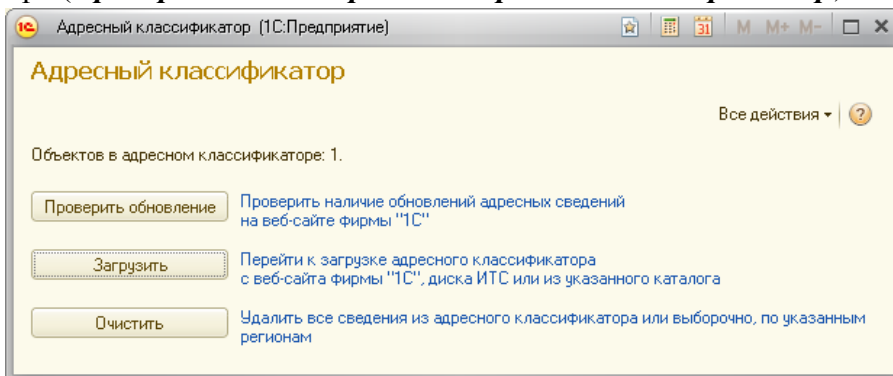 Адресный классификатор (1С:Предприятие)
31 M M+ M-
Адресный классификатор
Все действия
?
Объектов в адресном классификаторе: 1.
Проверить обновление
Проверить наличие обновлений адресных сведений
на веб-сайте фирмы "1С"
Загрузить
Перейти к загрузке адресного классификатора
с веб-сайта фирмы "1С", диска ИТС или из указанного каталога
Очистить
Удалить все сведения из адресного классификатора или выборочно, по указанным
регионам